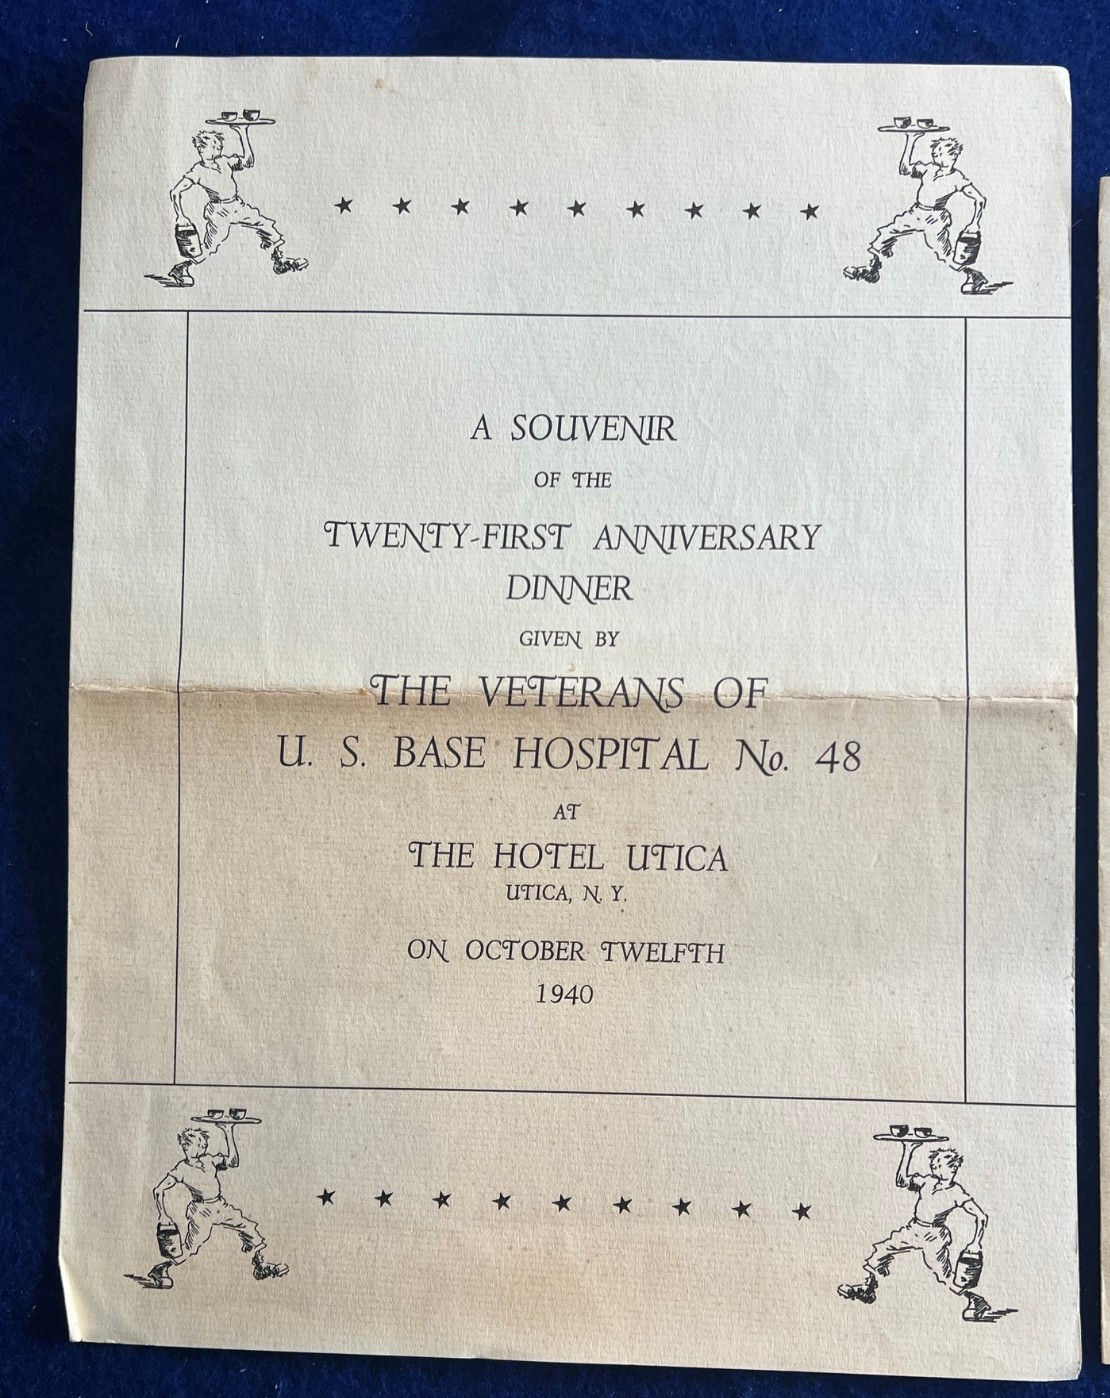 A SOUVENIR
OF THE
TWENTY-FIRST ANNIVERSARY
DINNER
GIVEN BY
THE VETERANS OF
U. S. BASE HOSPITAL No. 48
AT
THE HOTEL UTICA
UTICA, N. Y.
ON OCTOBER TWELFTH
1940